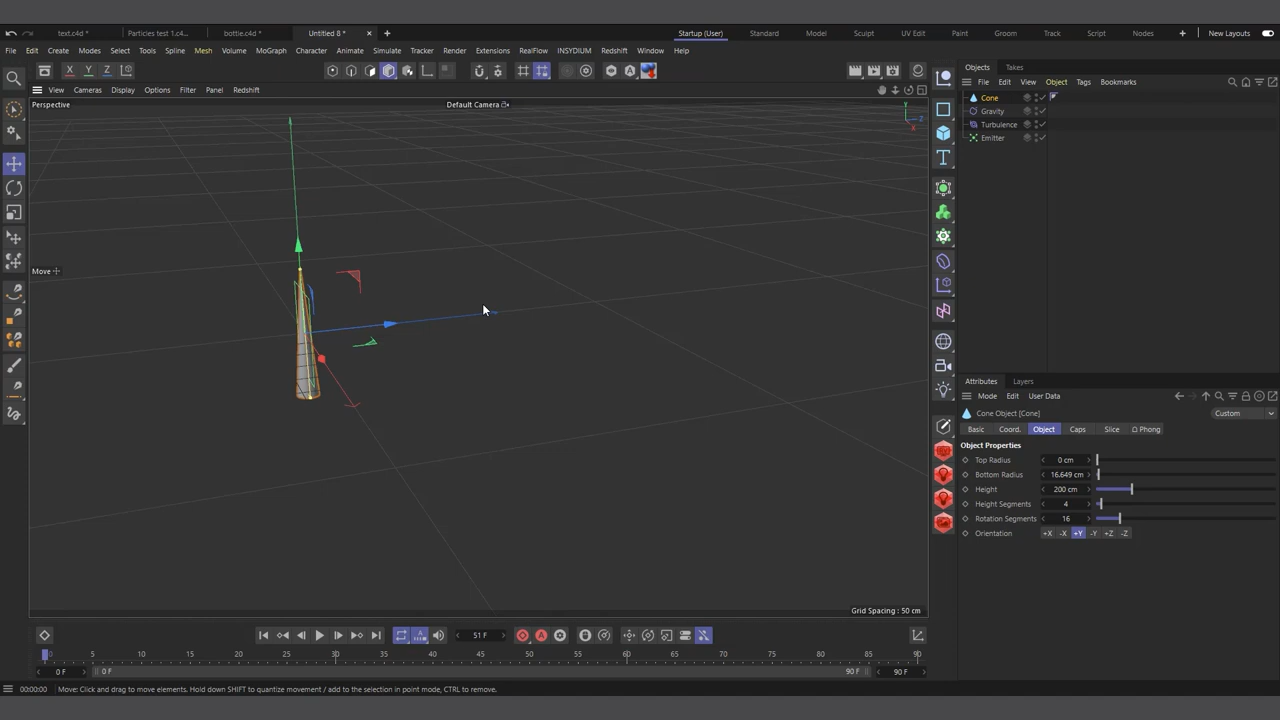 text.c4d *
Particles test 1.c4...
bottle.c4d *
Untitled 8 *
Startup (User)
Standard
Model
Sculpt
UV Edit
Paint
Groom
Track
Script
Nodes
New Layouts
File Edit Create Modes Select Tools Spline Mesh Volume MoGraph Character Animate Simulate Tracker Render Extensions RealFlow INSYDIUM Redshift Window Help
X Y Z
Objects Takes
File Edit View Object Tags Bookmarks
View Cameras Display Options Filter Panel Redshift
Perspective
Default Camera
Cone
Gravity
Turbulence
Emitter
Move
Attributes Layers
Mode Edit User Data
Cone Object [Cone]
Custom
Basic Coord. Object Caps Slice Phong
Object Properties
Top Radius 0 cm
Bottom Radius 16.649 cm
Height 200 cm
Height Segments 4
Rotation Segments 16
Orientation +X -X +Y -Y +Z -Z
Grid Spacing : 50 cm
51 F
0 5 10 15 20 25 30 35 40 45 50 55 60 65 70 75 80 85 90
0 F
0 F
90 F
90 F
00:00:00
Move: Click and drag to move elements. Hold down SHIFT to quantize movement / add to the selection in point mode, CTRL to remove.